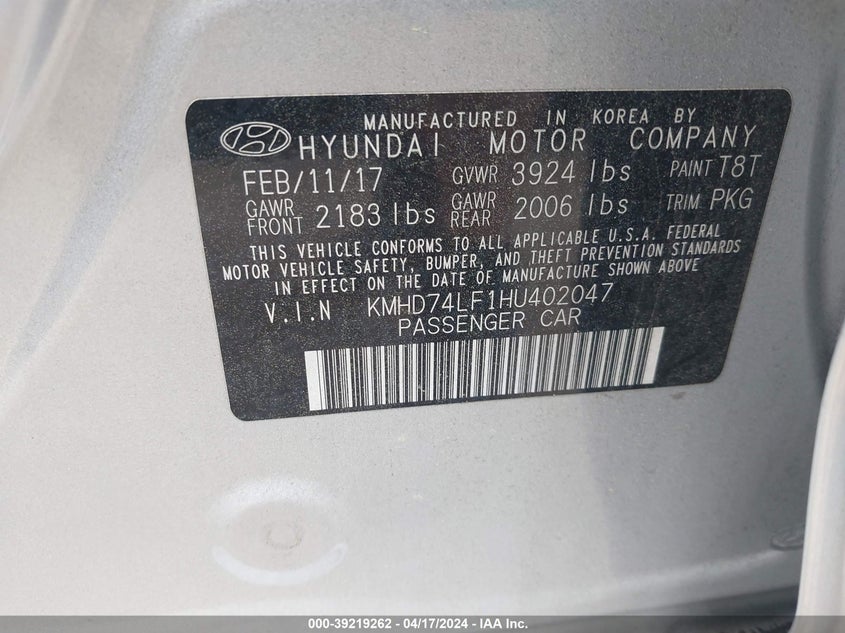 MANUFACTURED IN KOREA BY
HYUNDAI MOTOR COMPANY
FEB/11/17 GVWR 3924 lbs PAINT T8T
GAWR FRONT 2183 lbs GAWR REAR 2006 lbs TRIM PKG
THIS VEHICLE CONFORMS TO ALL APPLICABLE U.S.A. FEDERAL
MOTOR VEHICLE SAFETY, BUMPER, AND THEFT PREVENTION STANDARDS
IN EFFECT ON THE DATE OF MANUFACTURE SHOWN ABOVE
V.I.N KMHD74LF1HU402047
PASSENGER CAR
000-39219262 - 04/17/2024 - IAA Inc.